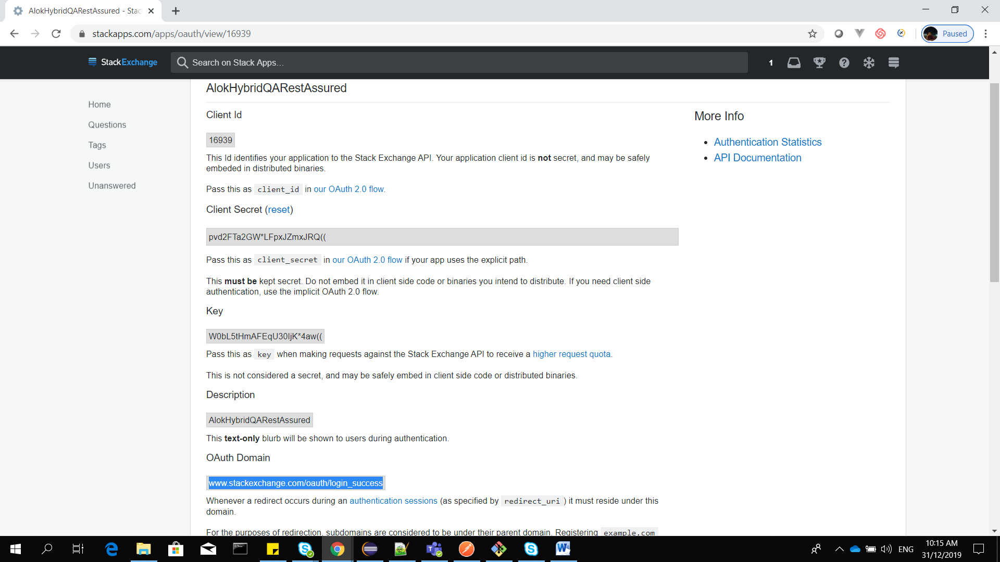 AlokHybridQARestAssured - Stac
stackapps.com/apps/oauth/view/16939
Paused
StackExchange
Search on Stack Apps...
1
AlokHybridQARestAssured
Home
Questions
Tags
Users
Unanswered
Client Id
16939
This Id identifies your application to the Stack Exchange API. Your application client id is not secret, and may be safely
embeded in distributed binaries.
Pass this as client_id in our OAuth 2.0 flow.
Client Secret (reset)
pvd2FTa2GW*LFpxJZmxJRQ((
Pass this as client_secret in our OAuth 2.0 flow if your app uses the explicit path.
This must be kept secret. Do not embed it in client side code or binaries you intend to distribute. If you need client side
authentication, use the implicit OAuth 2.0 flow.
Key
W0bL5tHmAFEqU30IjK*4aw((
Pass this as key when making requests against the Stack Exchange API to receive a higher request quota.
This is not considered a secret, and may be safely embed in client side code or distributed binaries.
Description
AlokHybridQARestAssured
This text-only blurb will be shown to users during authentication.
OAuth Domain
www.stackexchange.com/oauth/login_success
Whenever a redirect occurs during an authentication sessions (as specified by redirect_uri ) it must reside under this
domain.
For the purposes of redirection, subdomains are considered to be under their parent domain. Registering example.com
More Info
Authentication Statistics
API Documentation
ENG
10:15 AM
31/12/2019